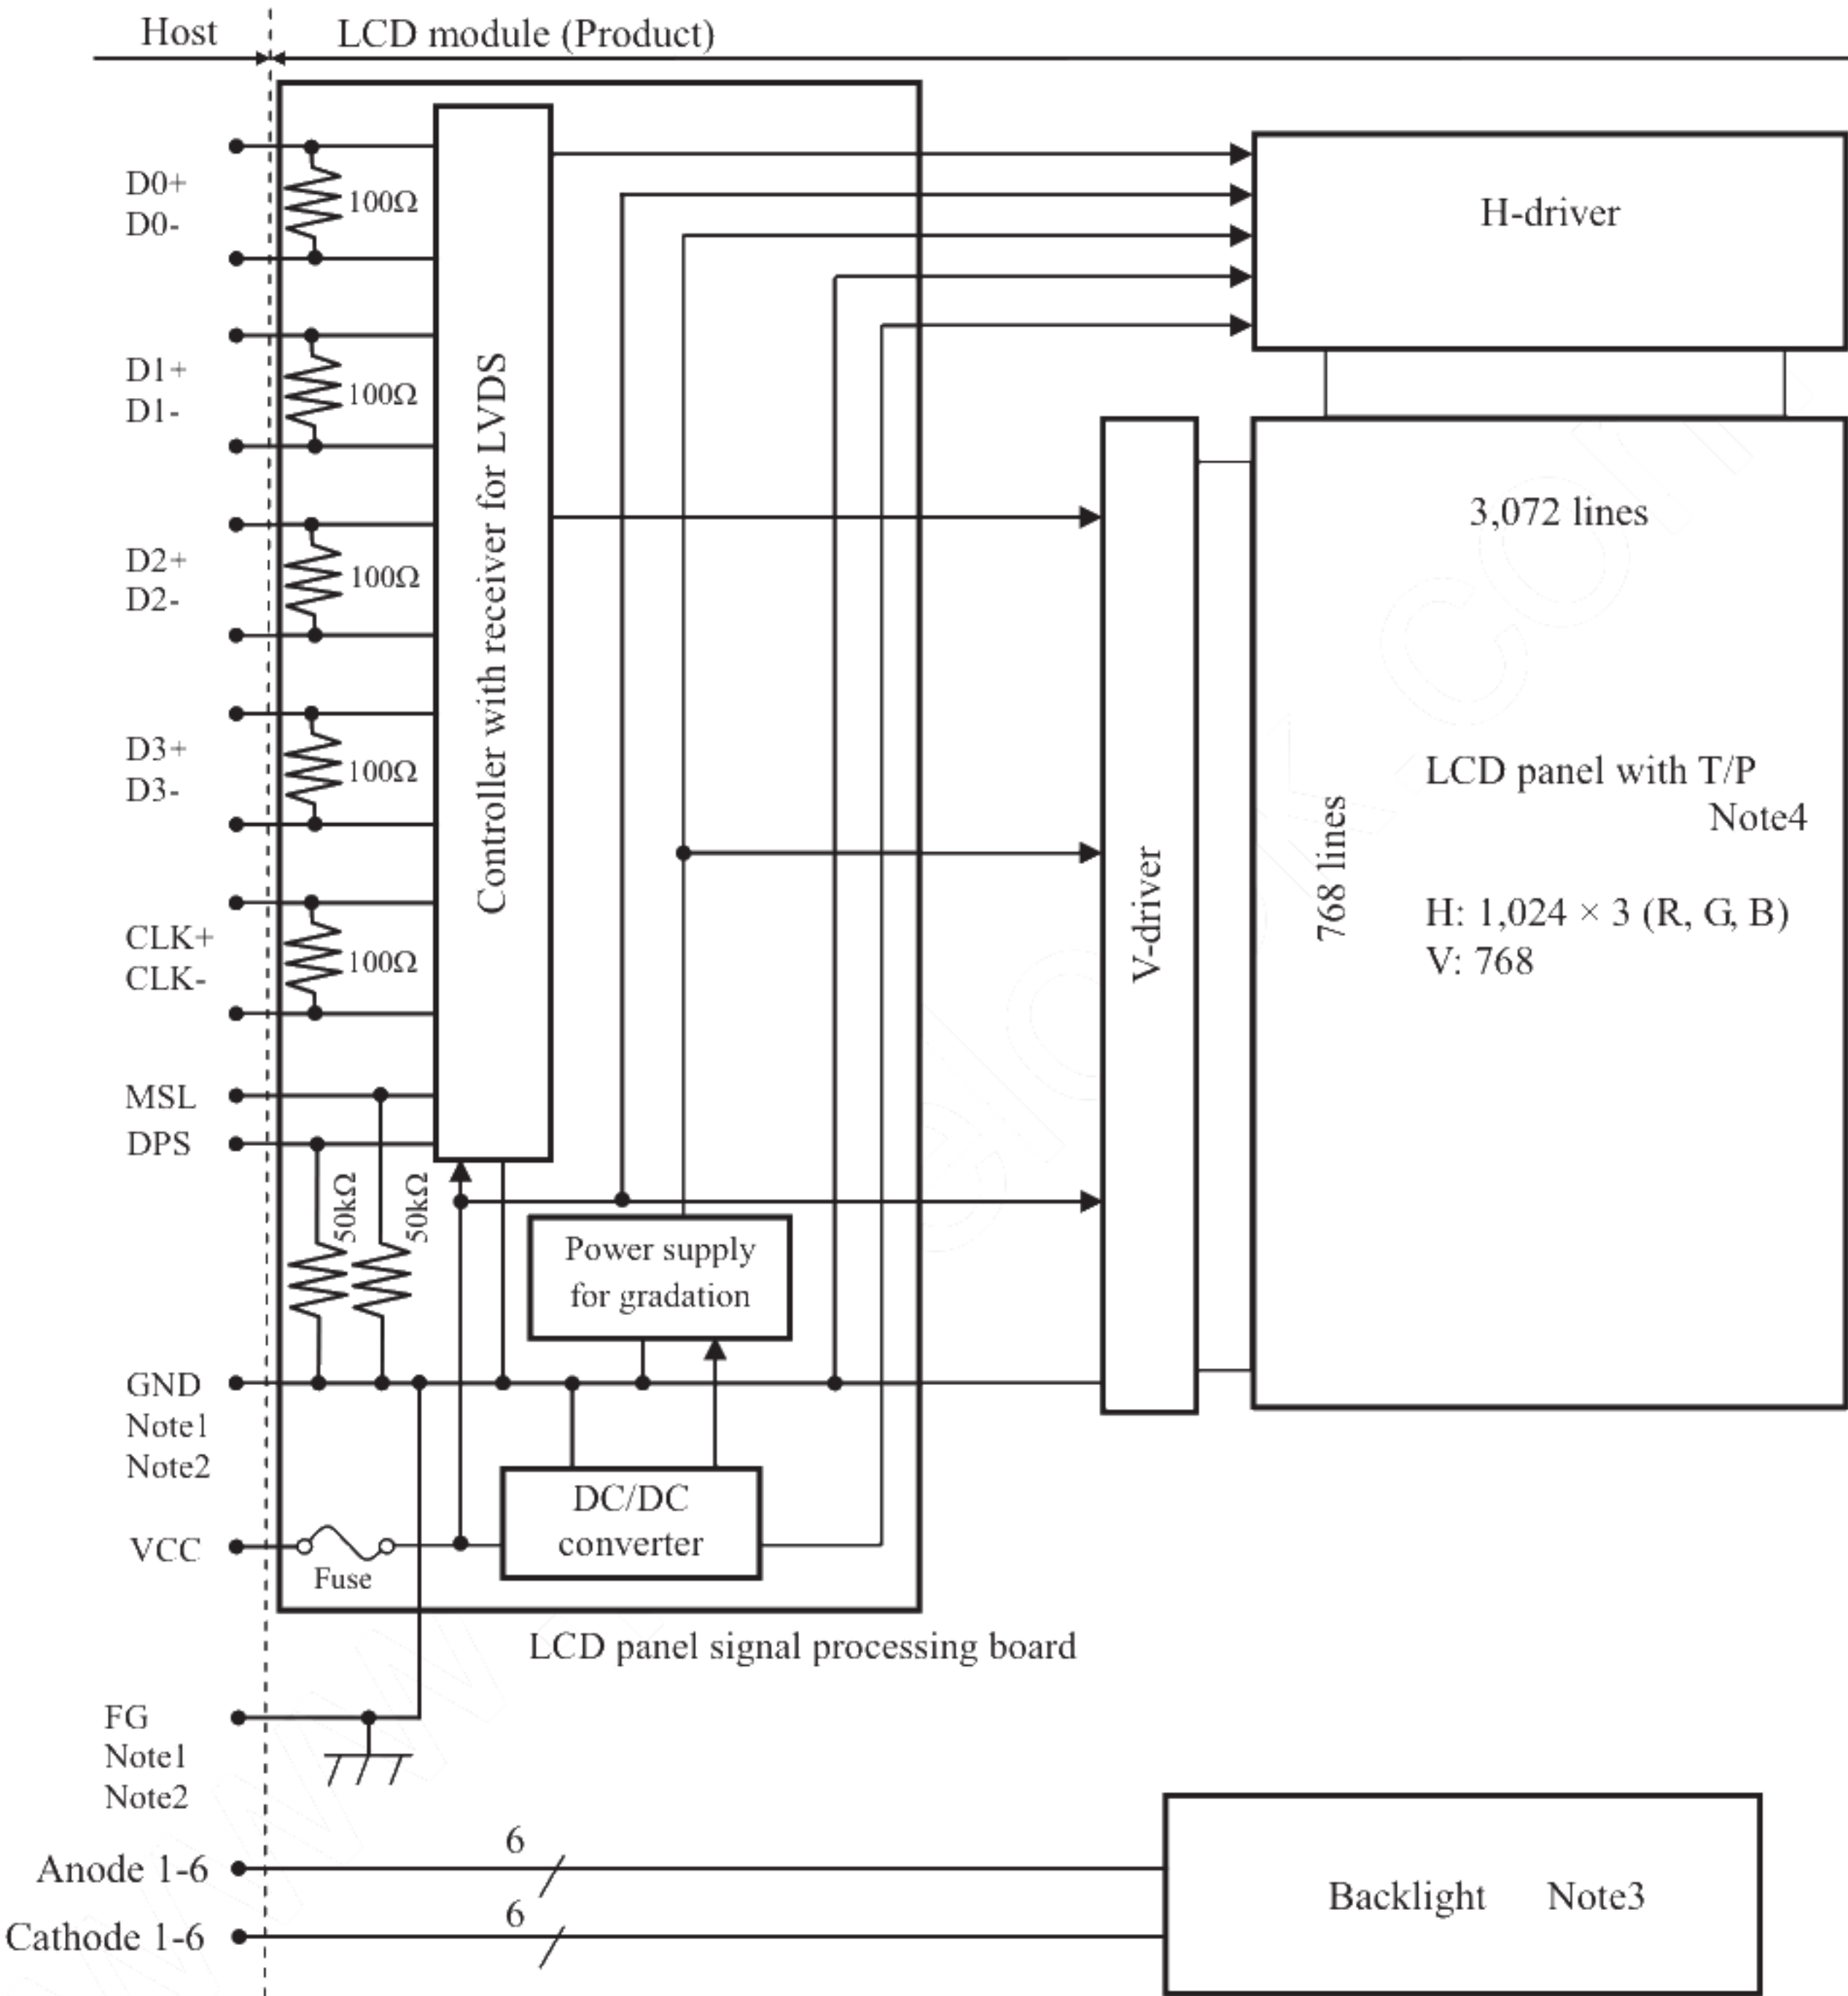 Host
LCD module (Product)
D0+
D0-
100Ω
H-driver
D1+
D1-
100Ω
Controller with receiver for LVDS
3,072 lines
D2+
D2-
100Ω
D3+
D3-
100Ω
LCD panel with T/P
Note4
768 lines
V-driver
H: 1,024 × 3 (R, G, B)
V: 768
CLK+
CLK-
100Ω
MSL
DPS
50kΩ
50kΩ
Power supply
for gradation
GND
Note1
Note2
DC/DC
converter
VCC
Fuse
LCD panel signal processing board
FG
Note1
Note2
6
Anode 1-6
6
Cathode 1-6
Backlight Note3